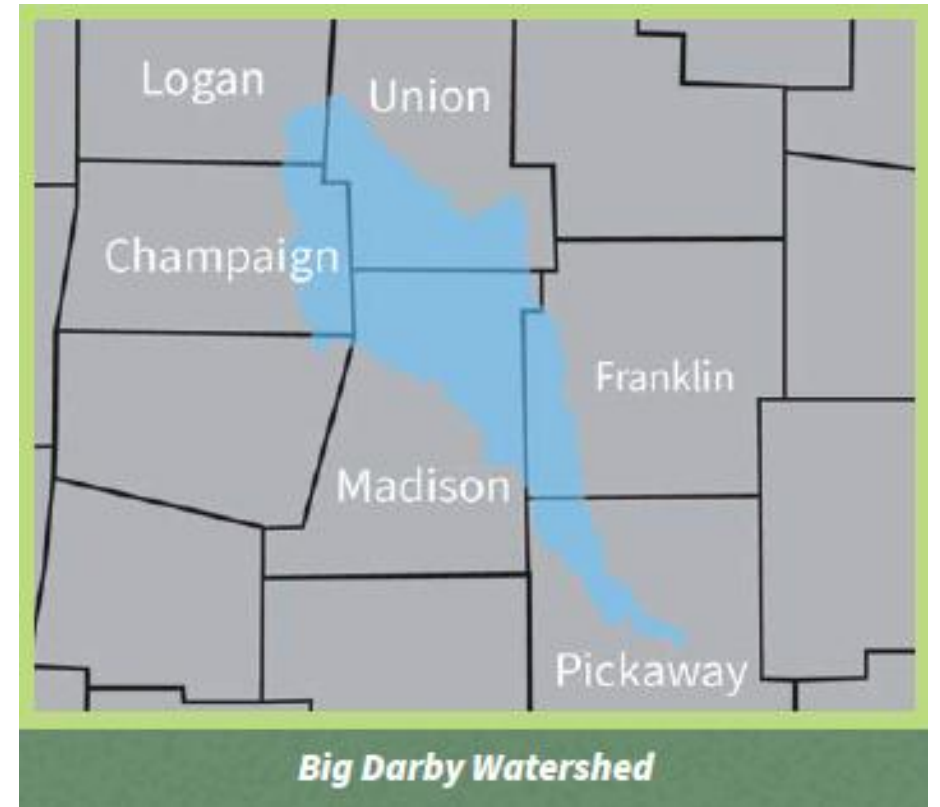 Logan
Union
Champaign
Franklin
Madison
Pickaway
Big Darby Watershed